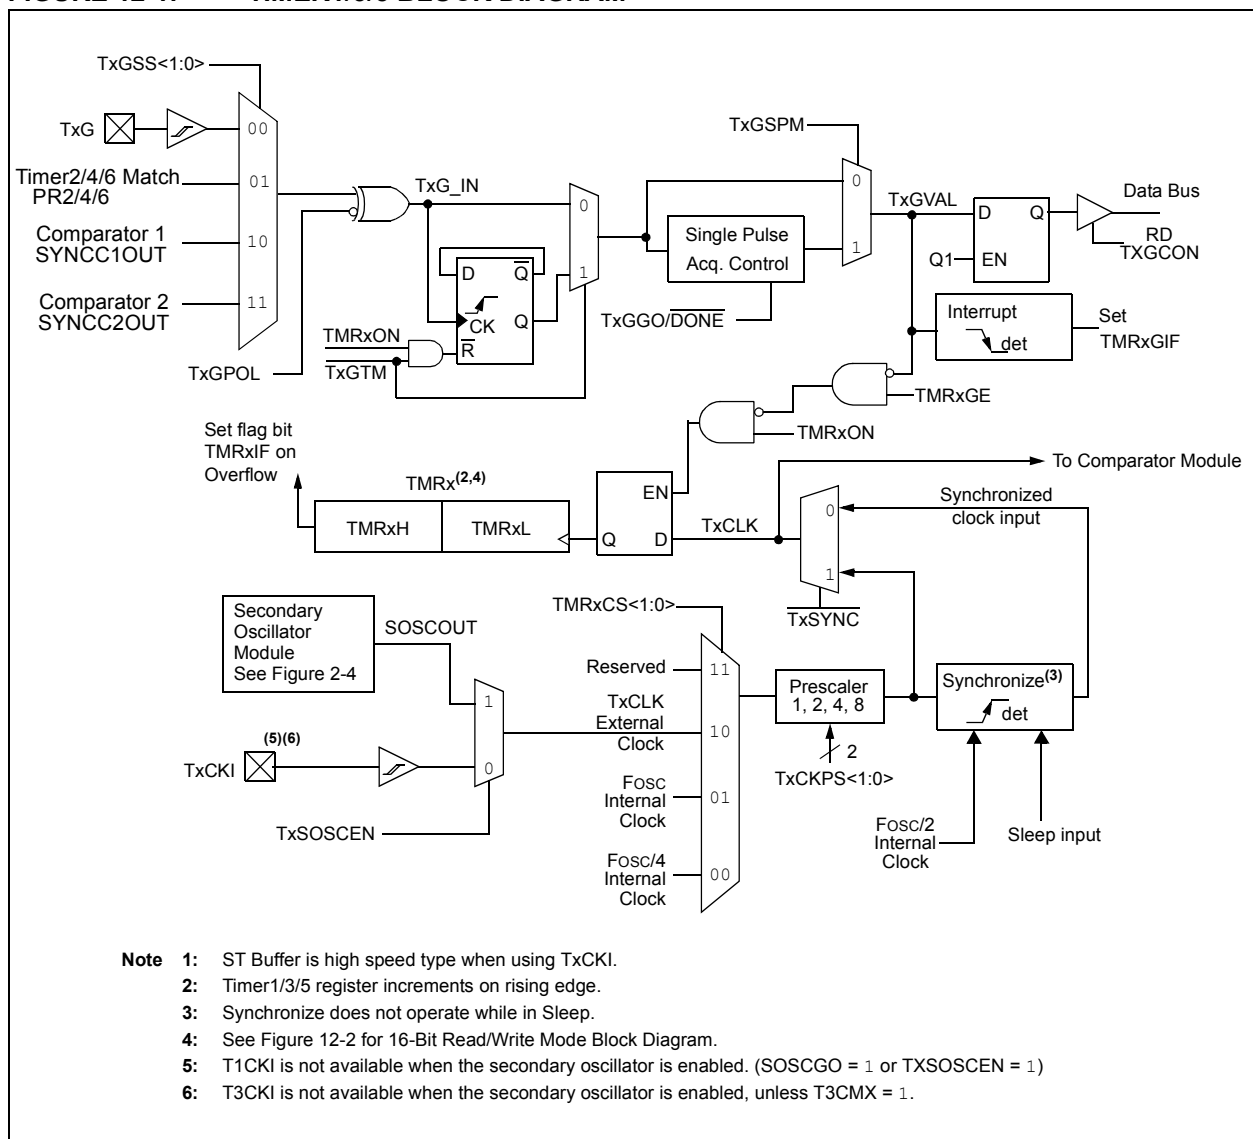 TxGSS<1:0>
TxG
00
Timer2/4/6 Match
PR2/4/6
01
Comparator 1
SYNCC1OUT
10
Comparator 2
SYNCC2OUT
11
TxGPOL
TxG_IN
D
Q
CK
Q
R
TMRxON
TxGTM
0
1
Single Pulse
Acq. Control
TxGGO/DONE
TxGSPM
0
1
TxGVAL
D
Q
Q1
EN
Data Bus
RD
TXGCON
Interrupt
det
Set
TMRxGIF
TMRxGE
TMRxON
Set flag bit
TMRxIF on
Overflow
TMRx(2,4)
TMRxH
TMRxL
EN
Q
D
TxCLK
To Comparator Module
0
1
Synchronized
clock input
TxSYNC
Secondary
Oscillator
Module
See Figure 2-4
SOSCOUT
1
0
(5)(6)
TxCKI
TxSOSCEN
TMRxCS<1:0>
Reserved
11
TxCLK
External
Clock
10
FOSC
Internal
Clock
01
FOSC/4
Internal
Clock
00
Prescaler
1, 2, 4, 8
2
TxCKPS<1:0>
Synchronize(3)
det
FOSC/2
Internal
Clock
Sleep input
Note 1: ST Buffer is high speed type when using TxCKI.
2: Timer1/3/5 register increments on rising edge.
3: Synchronize does not operate while in Sleep.
4: See Figure 12-2 for 16-Bit Read/Write Mode Block Diagram.
5: T1CKI is not available when the secondary oscillator is enabled. (SOSCGO = 1 or TXSOSCEN = 1)
6: T3CKI is not available when the secondary oscillator is enabled, unless T3CMX = 1.